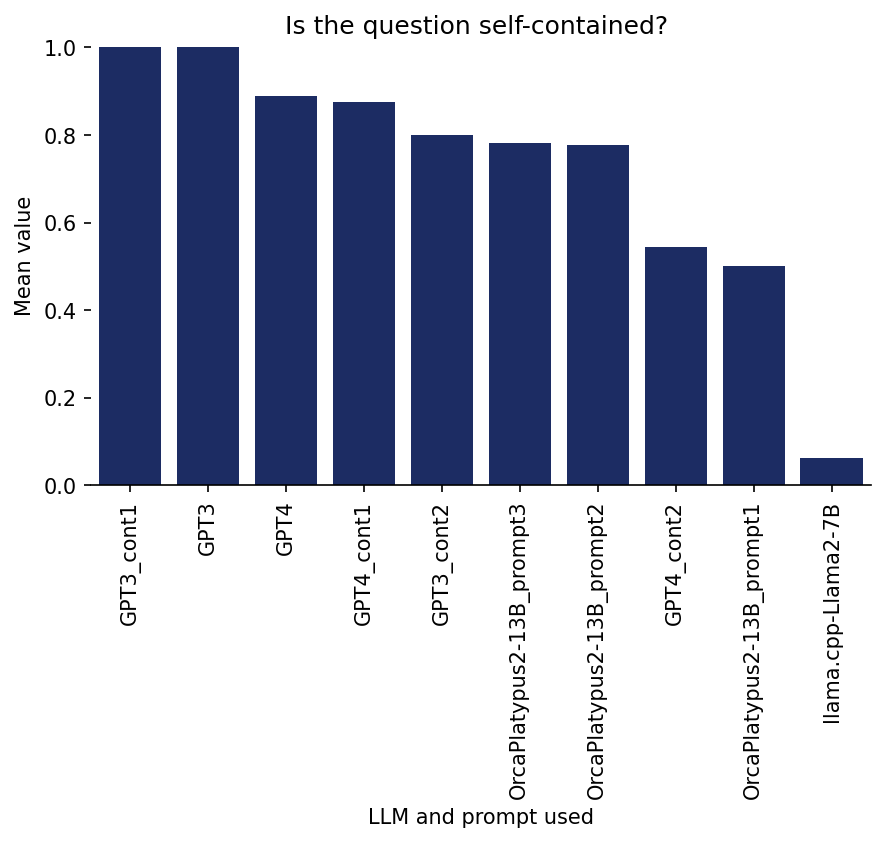 Is the question self-contained?
Mean value
1.0
0.8
0.6
0.4
0.2
0.0
GPT3_cont1
GPT3
GPT4
GPT4_cont1
GPT3_cont2
OrcaPlatypus2-13B_prompt3
OrcaPlatypus2-13B_prompt2
GPT4_cont2
OrcaPlatypus2-13B_prompt1
llama.cpp-Llama2-7B
LLM and prompt used